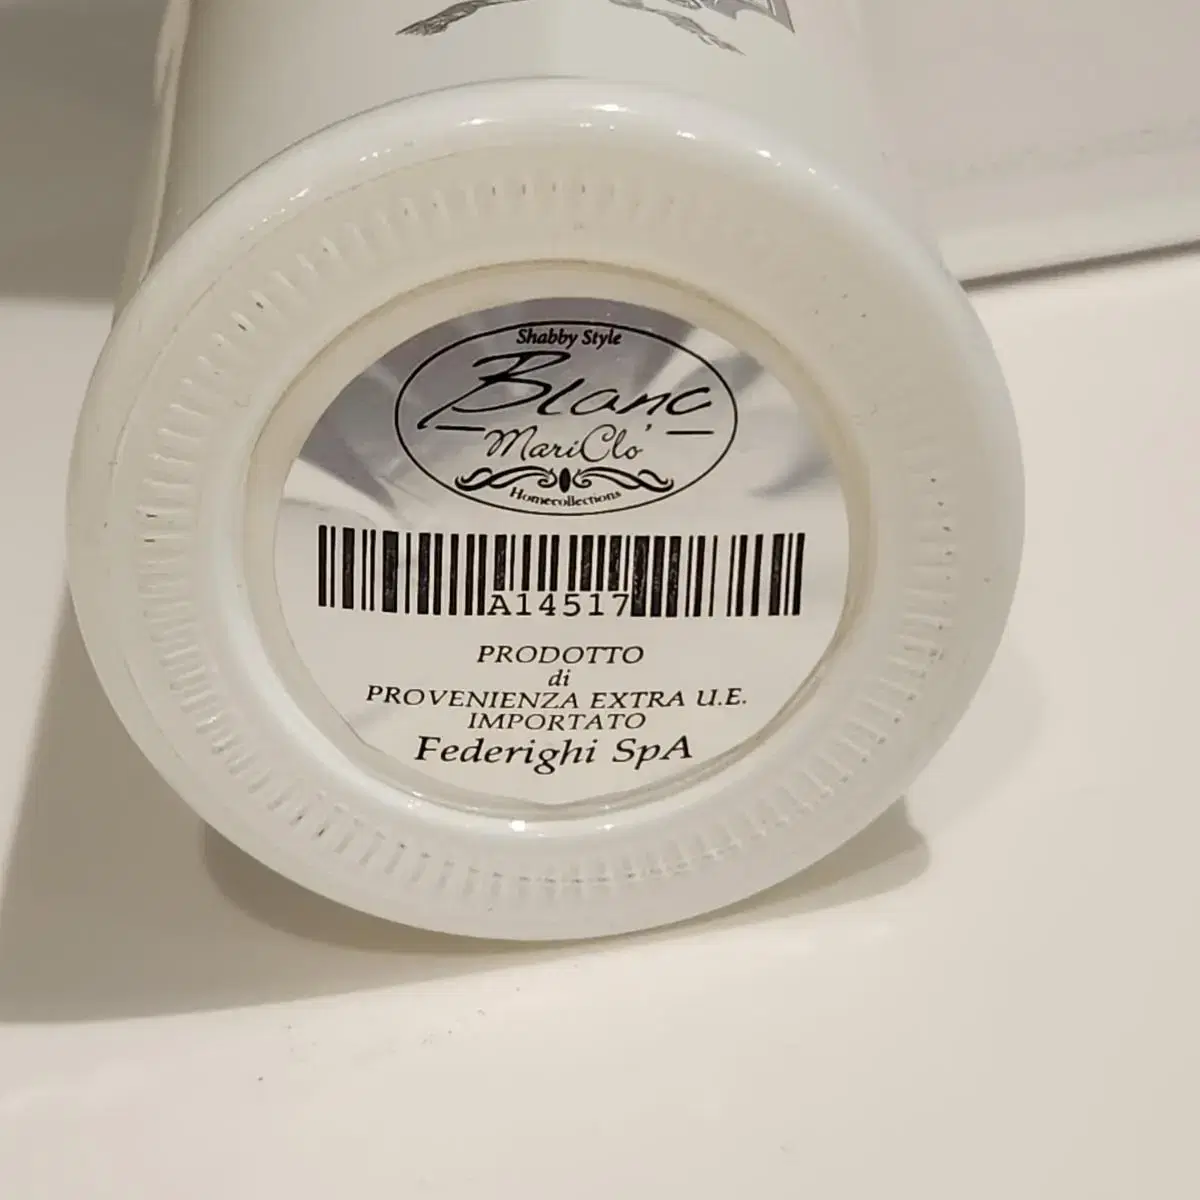 Shabby Style
Blanc
MariClo'
Homecollections
A14517
PRODOTTO
di
PROVENIENZA EXTRA U.E.
IMPORTATO
Federighi SpA